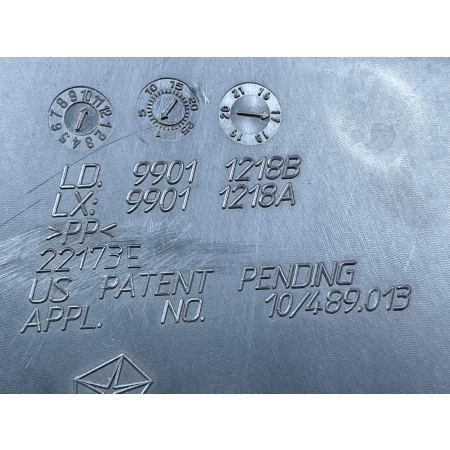 LD. 9901 1218B
LX: 9901 1218A
>PP<
22173E
US PATENT PENDING
APPL. NO. 10/489.013